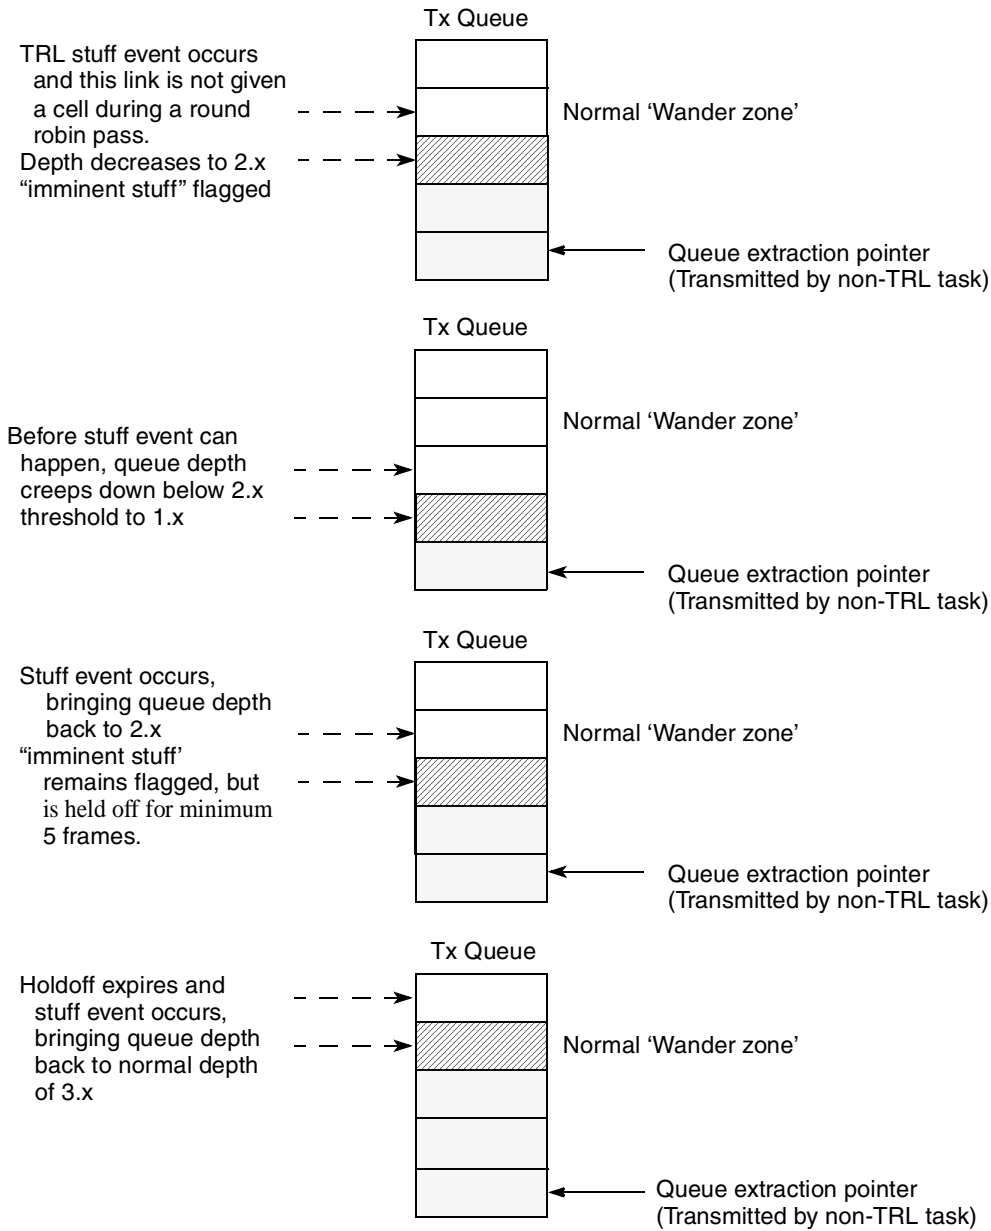 Tx Queue
TRL stuff event occurs
and this link is not given
a cell during a round
robin pass.
Depth decreases to 2.x
“imminent stuff” flagged
Normal ‘Wander zone’
Queue extraction pointer
(Transmitted by non-TRL task)
Tx Queue
Before stuff event can
happen, queue depth
creeps down below 2.x
threshold to 1.x
Normal ‘Wander zone’
Queue extraction pointer
(Transmitted by non-TRL task)
Tx Queue
Stuff event occurs,
bringing queue depth
back to 2.x
“imminent stuff’
remains flagged, but
is held off for minimum
5 frames.
Normal ‘Wander zone’
Queue extraction pointer
(Transmitted by non-TRL task)
Tx Queue
Holdoff expires and
stuff event occurs,
bringing queue depth
back to normal depth
of 3.x
Normal ‘Wander zone’
Queue extraction pointer
(Transmitted by non-TRL task)